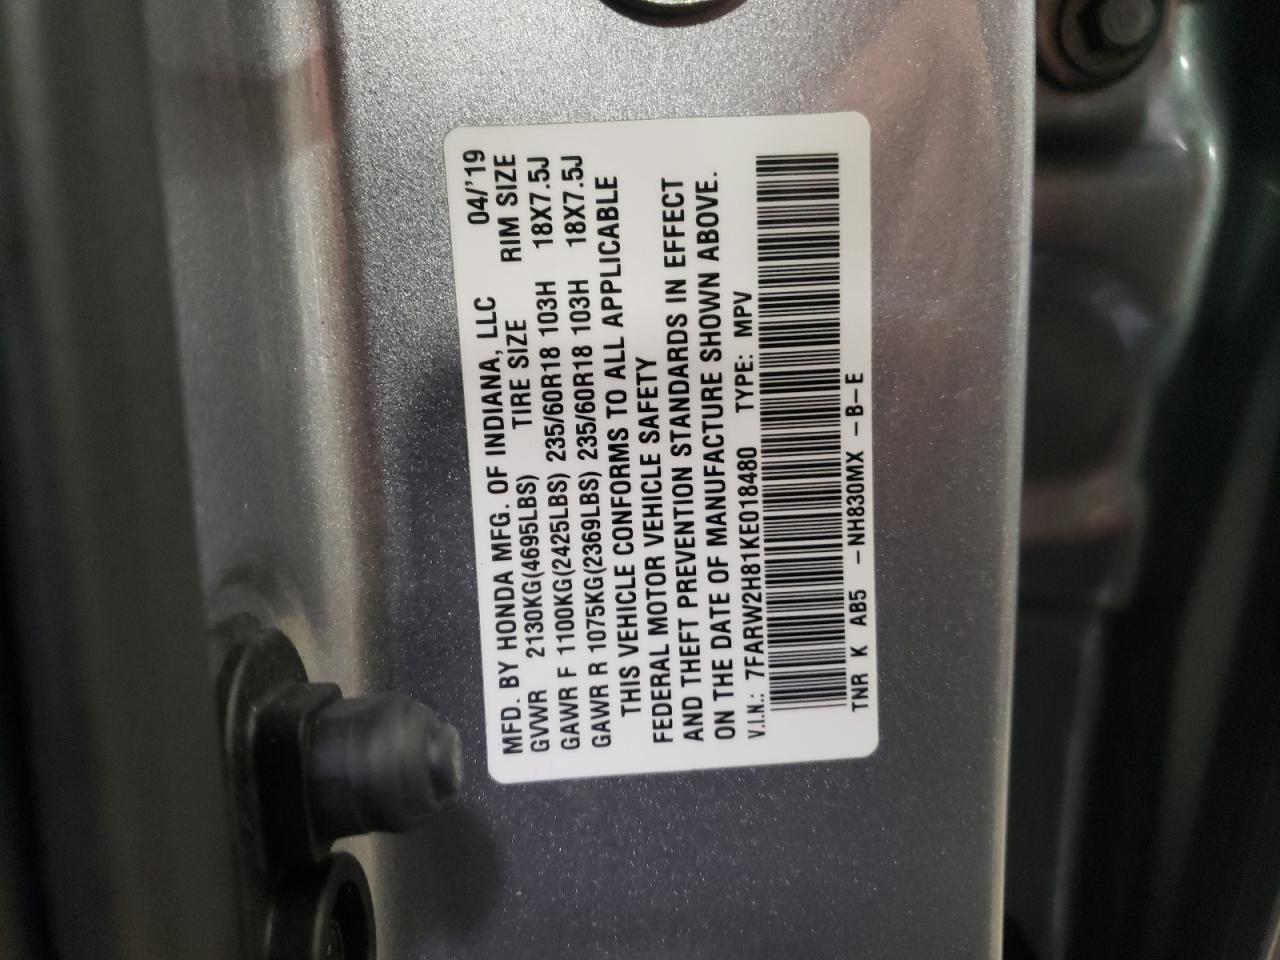 MFD. BY HONDA MFG. OF INDIANA, LLC 04/'19
GVWR 2130KG(4695LBS) TIRE SIZE RIM SIZE
GAWR F 1100KG(2425LBS) 235/60R18 103H 18X7.5J
GAWR R 1075KG(2369LBS) 235/60R18 103H 18X7.5J
THIS VEHICLE CONFORMS TO ALL APPLICABLE
FEDERAL MOTOR VEHICLE SAFETY
AND THEFT PREVENTION STANDARDS IN EFFECT
ON THE DATE OF MANUFACTURE SHOWN ABOVE.
V.I.N.: 7FARW2H81KE018480 TYPE: MPV
TNR K AB5 -NH830MX -B-E